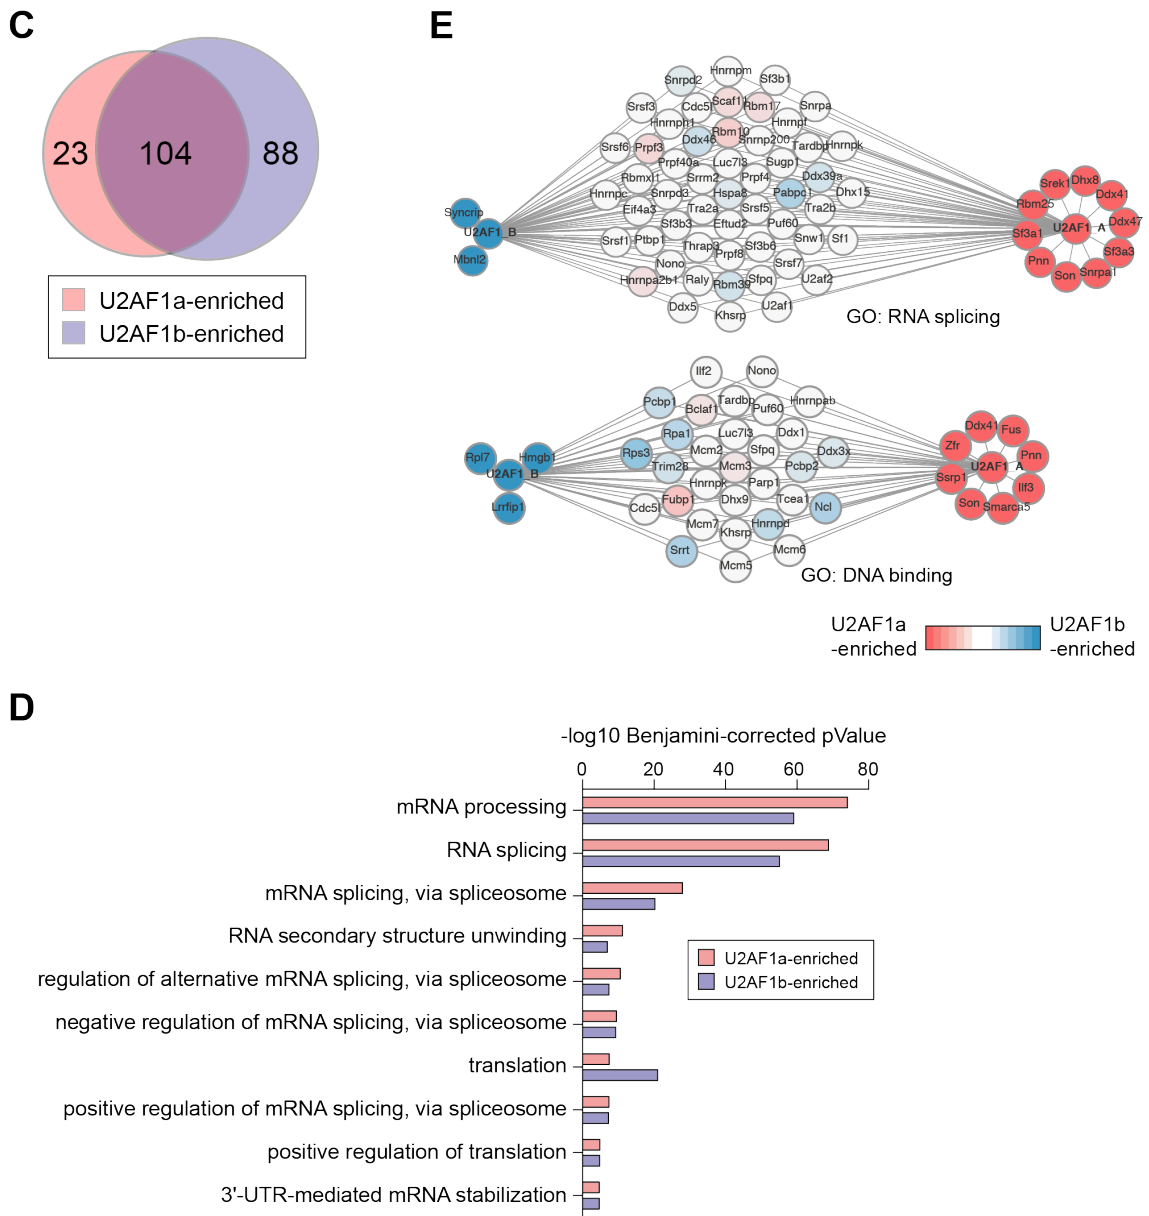 C
23
104
88
U2AF1a-enriched
U2AF1b-enriched
E
Hnrnpm
Snrpd2
Sf3b1
Srsf3
Cdc5l
Scaf11
Rbm17
Snrpa
Hnrnph1
Hnrnpf
Ddx46
Rbm10
Snrnp200
Srsf6
Prpf3
Tardbp
Hnrnpk
Prpf40a
Luc7l3
Sugp1
Rbmxl1
Srrm2
Prpf4
Ddx39a
Hnrnpc
Snrpd3
Hspa8
Pabpc1
Dhx15
Eif4a3
Tra2a
Srsf5
Tra2b
Sf3b3
Eftud2
Puf60
Srsf1
Ptbp1
Thrap3
Sf3b6
Snw1
Sf1
Prpf8
Nono
Srsf7
Hnrnpa2b1
Raly
Rbm39
Sfpq
U2af2
Ddx5
Khsrp
U2af1
Syncrip
U2AF1_B
Mbnl2
Srek1
Dhx8
Ddx41
Rbm25
Ddx47
Sf3a1
U2AF1_A
Sf3a3
Pnn
Son
Snrpa1
GO: RNA splicing
Ilf2
Nono
Pcbp1
Bclaf1
Tardbp
Puf60
Hnrnpab
Rpa1
Luc7l3
Ddx1
Rps3
Mcm2
Sfpq
Ddx3x
Trim28
Mcm3
Pcbp2
Hnrnpk
Parp1
Cdc5l
Fubp1
Dhx9
Tcea1
Ncl
Mcm7
Khsrp
Hnrnpd
Srrt
Mcm5
Mcm6
Rpl7
Hmgb1
U2AF1_B
Lrrfip1
Ddx41
Fus
Zfr
Pnn
U2AF1_A
Ssrp1
Ilf3
Son
Smarca5
GO: DNA binding
U2AF1a
-enriched
U2AF1b
-enriched
D
-log10 Benjamini-corrected pValue
0 20 40 60 80
mRNA processing
RNA splicing
mRNA splicing, via spliceosome
RNA secondary structure unwinding
regulation of alternative mRNA splicing, via spliceosome
negative regulation of mRNA splicing, via spliceosome
translation
positive regulation of mRNA splicing, via spliceosome
positive regulation of translation
3'-UTR-mediated mRNA stabilization
U2AF1a-enriched
U2AF1b-enriched